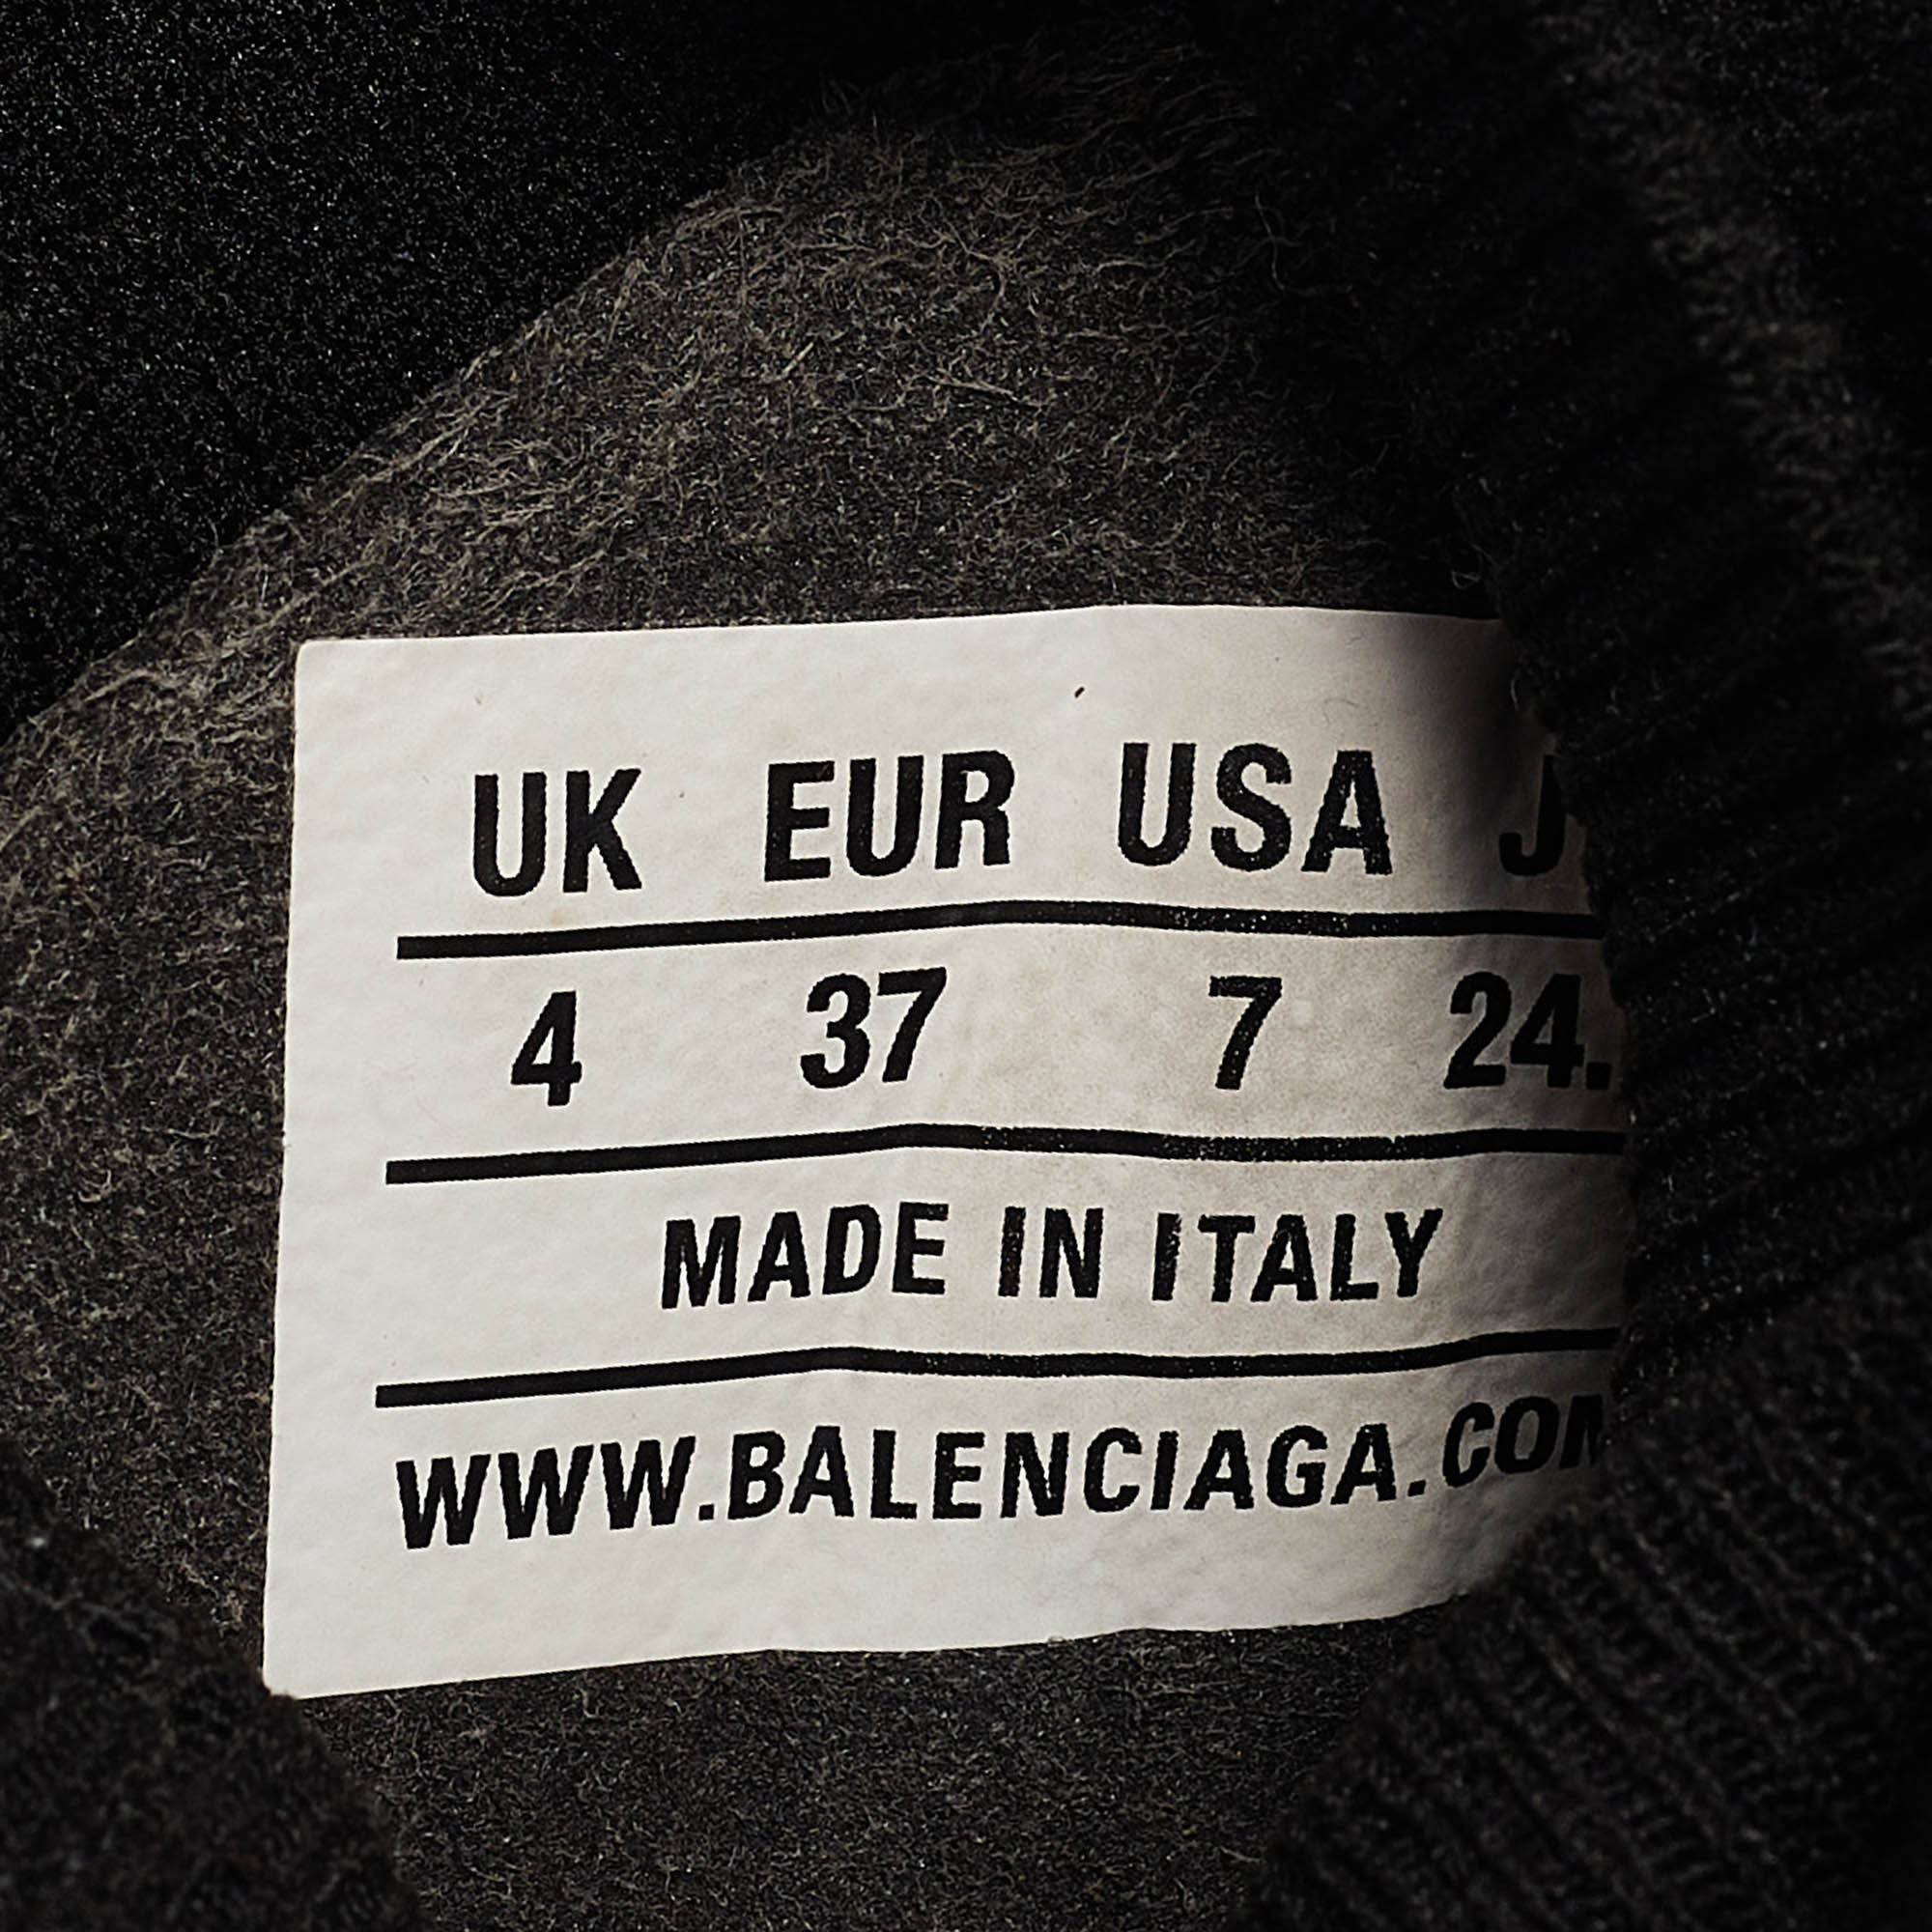 UK EUR USA J
4 37 7 24.
MADE IN ITALY
WWW.BALENCIAGA.COM